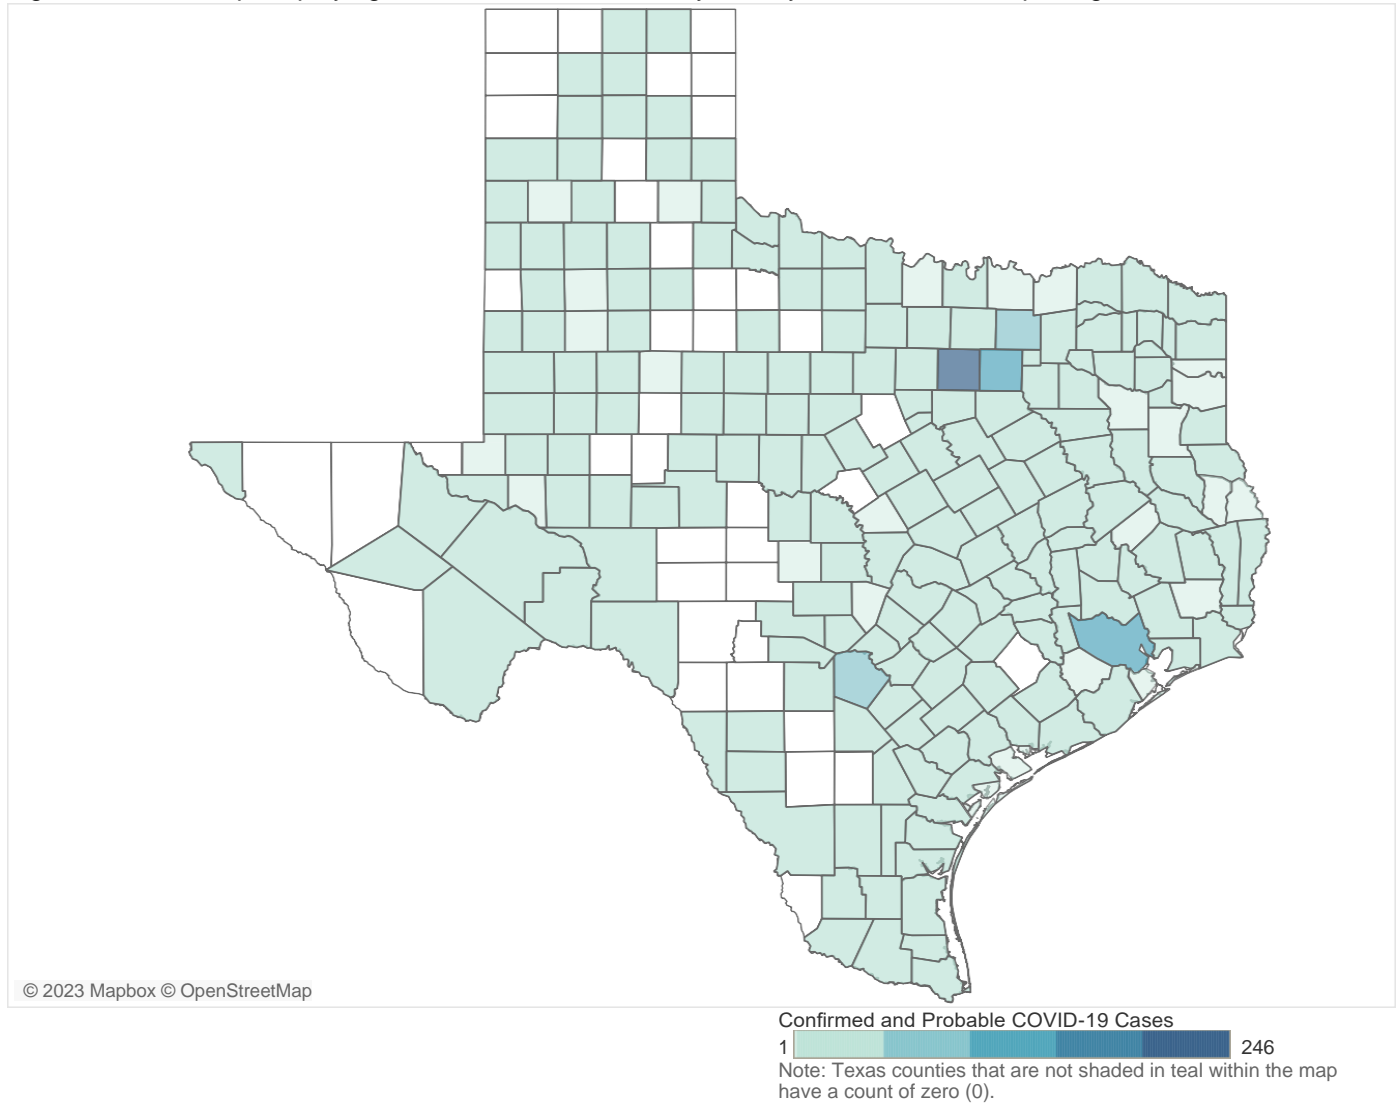 © 2023 Mapbox © OpenStreetMap
Confirmed and Probable COVID-19 Cases
1 246
Note: Texas counties that are not shaded in teal within the map
have a count of zero (0).